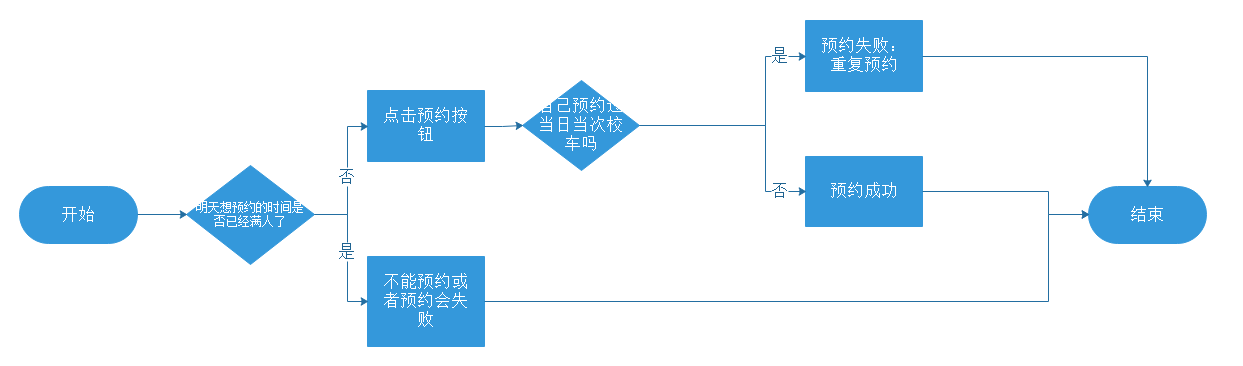 开始
明天想预约的时间是
否已经满人了
否
是
点击预约按
钮
不能预约或
者预约会失
败
自己预约过
当日当次校
车吗
是
否
预约失败：
重复预约
预约成功
结束